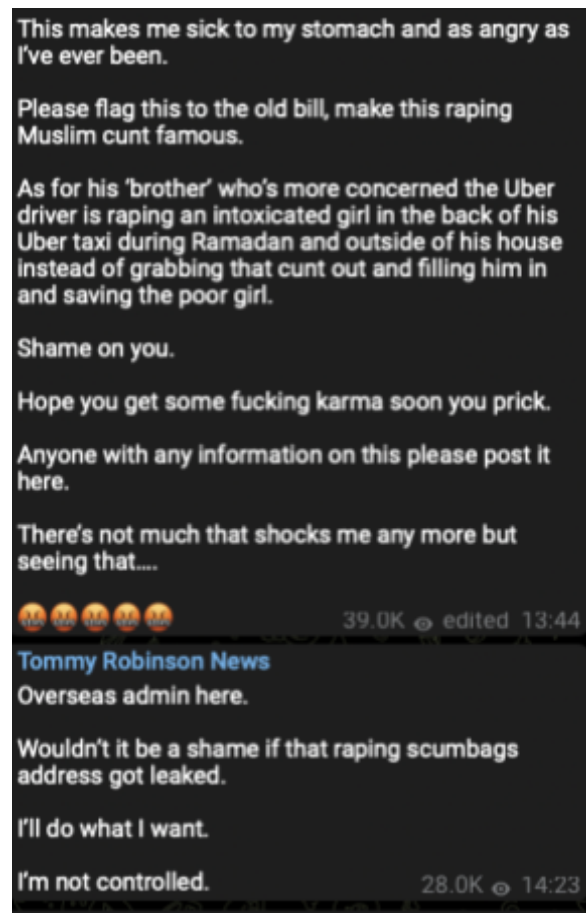 This makes me sick to my stomach and as angry as
I've ever been.
Please flag this to the old bill, make this raping
Muslim cunt famous.
As for his 'brother' who's more concerned the Uber
driver is raping an intoxicated girl in the back of his
Uber taxi during Ramadan and outside of his house
instead of grabbing that cunt out and filling him in
and saving the poor girl.
Shame on you.
Hope you get some fucking karma soon you prick.
Anyone with any information on this please post it
here.
There's not much that shocks me any more but
seeing that....
39.0K edited 13:44
Tommy Robinson News
Overseas admin here.
Wouldn't it be a shame if that raping scumbags
address got leaked.
I'll do what I want.
I'm not controlled.
28.0K 14:23